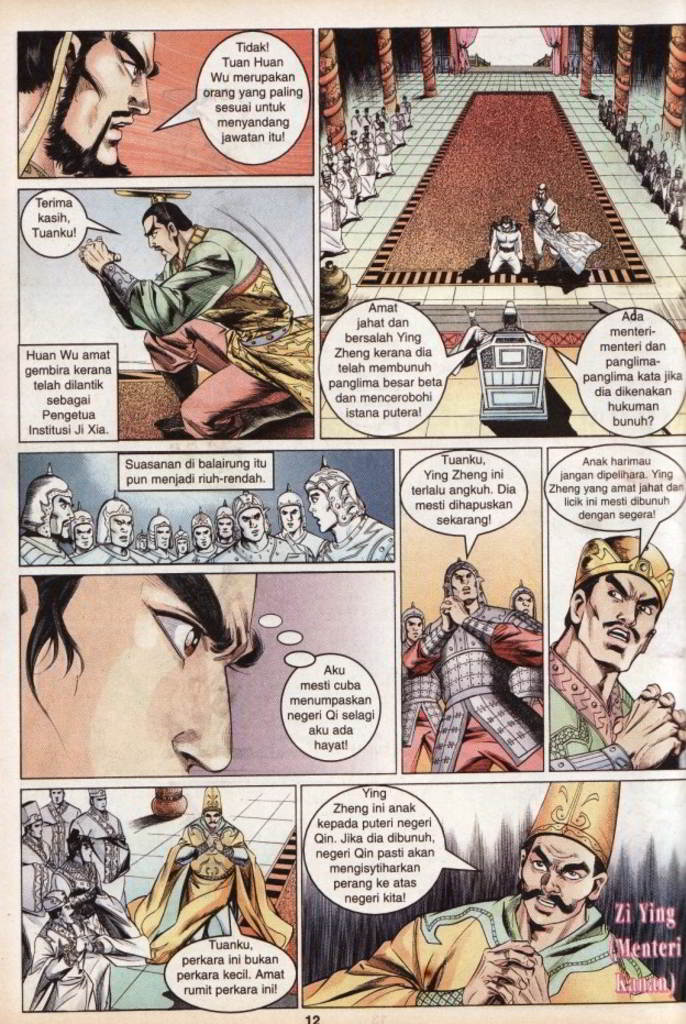 Tidak!
Tuan Huan
Wu merupakan
orang yang paling
sesuai untuk
menyandang
jawatan itu!
Terima
kasih,
Tuanku!
Huan Wu amat
gembira kerana
telah dilantik
sebagai
Pengetua
Institusi Ji Xia.
Amat
jahat dan
bersalah Ying
Zheng kerana dia
telah membunuh
panglima besar beta
dan mencerobohi
istana putera!
Ada
menteri-
menteri dan
panglima-
panglima kata jika
dia dikenakan
hukuman
bunuh?
Suasanan di balairung itu
pun menjadi riuh-rendah.
Aku
mesti cuba
menumpaskan
negeri Qi selagi
aku ada
hayat!
Tuanku,
Ying Zheng ini
terlalu angkuh. Dia
mesti dihapuskan
sekarang!
Anak harimau
jangan dipelihara. Ying
Zheng yang amat jahat dan
licik ini mesti dibunuh
dengan segera!
Tuanku,
perkara ini bukan
perkara kecil. Amat
rumit perkara ini!
Ying
Zheng ini anak
kepada puteri negeri
Qin. Jika dia dibunuh,
negeri Qin pasti akan
mengisytiharkan
perang ke atas
negeri kita!
Zi Ying
(Menteri
Kanan)
12